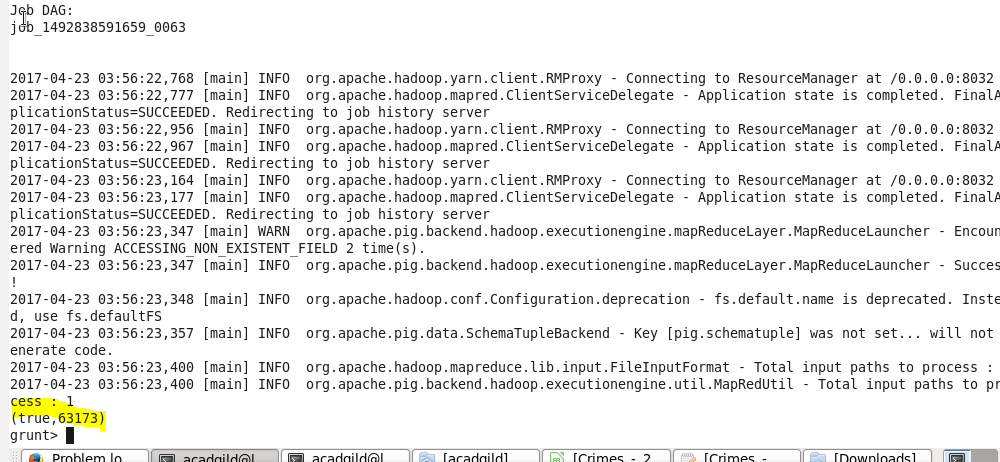 Job DAG:
job_1492838591659_0063
2017-04-23 03:56:22,768 [main] INFO  org.apache.hadoop.yarn.client.RMProxy - Connecting to ResourceManager at /0.0.0.0:8032
2017-04-23 03:56:22,777 [main] INFO  org.apache.hadoop.mapred.ClientServiceDelegate - Application state is completed. FinalA
plicationStatus=SUCCEEDED. Redirecting to job history server
2017-04-23 03:56:22,956 [main] INFO  org.apache.hadoop.yarn.client.RMProxy - Connecting to ResourceManager at /0.0.0.0:8032
2017-04-23 03:56:22,967 [main] INFO  org.apache.hadoop.mapred.ClientServiceDelegate - Application state is completed. FinalA
plicationStatus=SUCCEEDED. Redirecting to job history server
2017-04-23 03:56:23,164 [main] INFO  org.apache.hadoop.yarn.client.RMProxy - Connecting to ResourceManager at /0.0.0.0:8032
2017-04-23 03:56:23,177 [main] INFO  org.apache.hadoop.mapred.ClientServiceDelegate - Application state is completed. FinalA
plicationStatus=SUCCEEDED. Redirecting to job history server
2017-04-23 03:56:23,347 [main] WARN  org.apache.pig.backend.hadoop.executionengine.mapReduceLayer.MapReduceLauncher - Encoun
ered Warning ACCESSING_NON_EXISTENT_FIELD 2 time(s).
2017-04-23 03:56:23,347 [main] INFO  org.apache.pig.backend.hadoop.executionengine.mapReduceLayer.MapReduceLauncher - Succes
!
2017-04-23 03:56:23,348 [main] INFO  org.apache.hadoop.conf.Configuration.deprecation - fs.default.name is deprecated. Inste
d, use fs.defaultFS
2017-04-23 03:56:23,357 [main] INFO  org.apache.pig.data.SchemaTupleBackend - Key [pig.schematuple] was not set... will not
enerate code.
2017-04-23 03:56:23,400 [main] INFO  org.apache.hadoop.mapreduce.lib.input.FileInputFormat - Total input paths to process :
2017-04-23 03:56:23,400 [main] INFO  org.apache.pig.backend.hadoop.executionengine.util.MapRedUtil - Total input paths to pr
cess : 1
(true,63173)
grunt>
Problem lo acadgild@l acadgild@l [acadgild] [Crimes - 2 [Crimes - [Downloads]